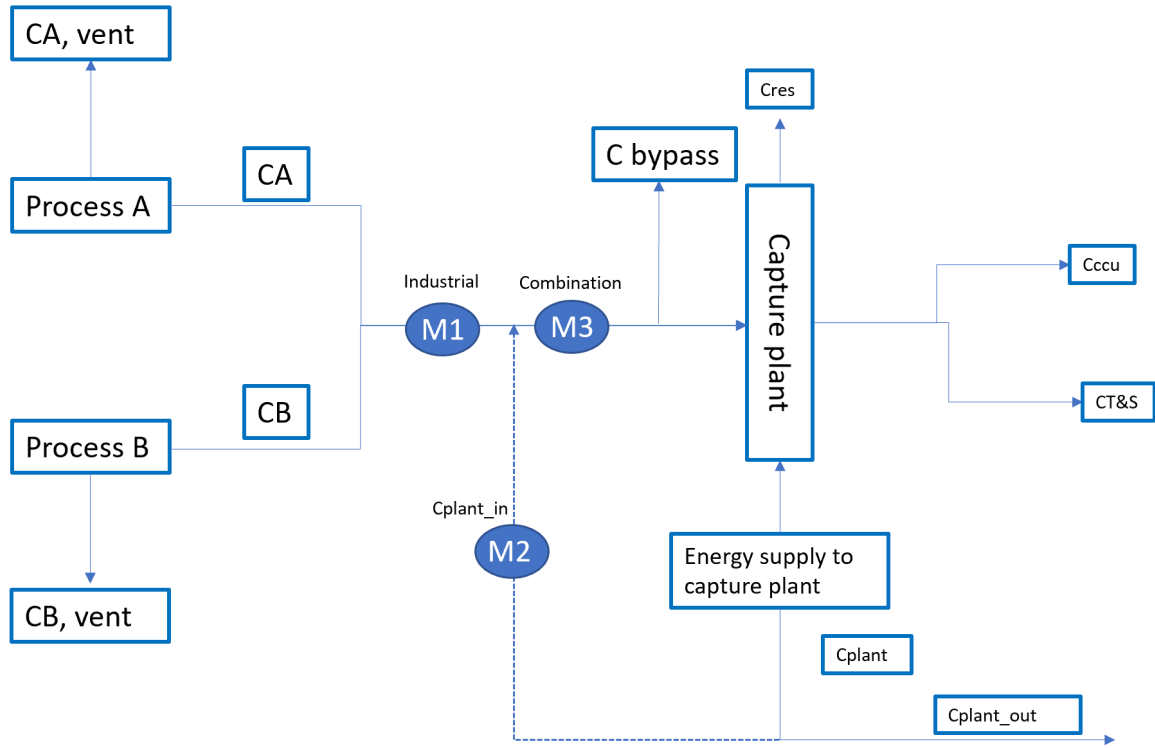 CA, vent
Cres
C bypass
CA
Process A
Capture plant
Cccu
Industrial
Combination
M1
M3
CB
CT&S
Process B
Cplant_in
M2
Energy supply to
capture plant
CB, vent
Cplant
Cplant_out